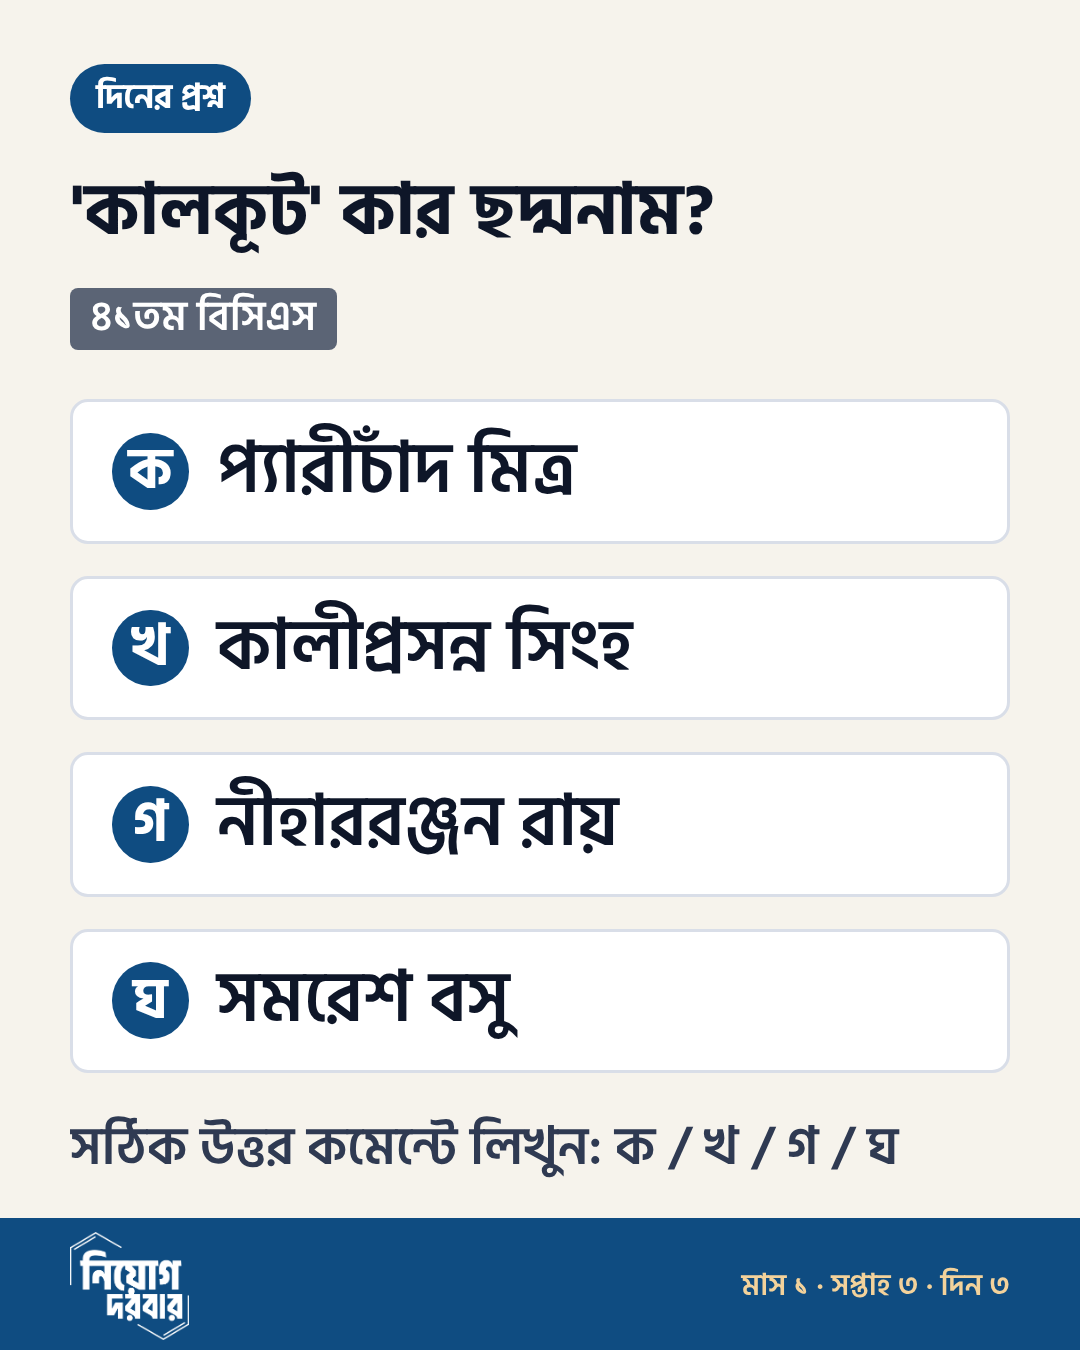 দিনের প্রশ্ন
'কালকূট' কার ছদ্মনাম?
৪১তম বিসিএস
ক প্যারীচাঁদ মিত্র
খ কালীপ্রসন্ন সিংহ
গ নীহাররঞ্জন রায়
ঘ সমরেশ বসু
সঠিক উত্তর কমেন্টে লিখুন: ক / খ / গ / ঘ
নিয়োগ
দরবার
মাস ১ · সপ্তাহ ৩ · দিন ৩